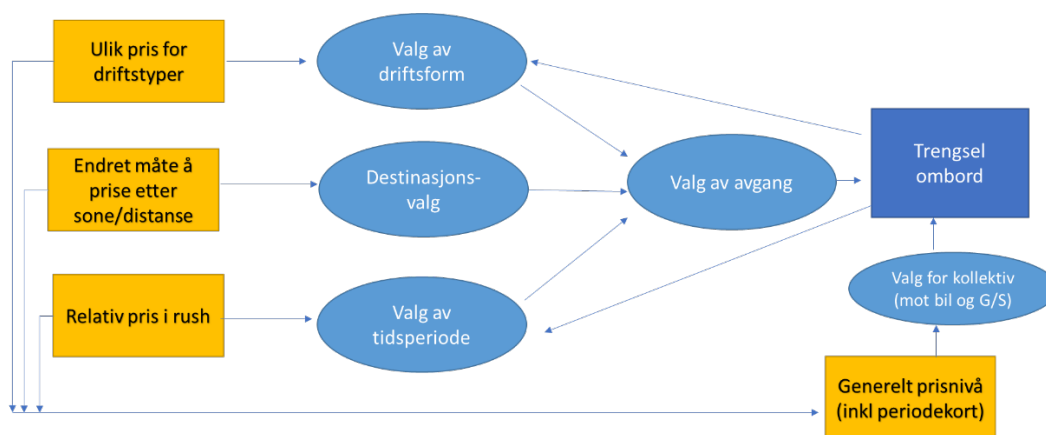 Ulik pris for
driftstyper
Valg av
driftsform
Endret måte å
prise etter
sone/distanse
Destinasjons-
valg
Valg av avgang
Trengsel
ombord
Relativ pris i rush
Valg av
tidsperiode
Valg for kollektiv
(mot bil og G/S)
Generelt prisnivå
(inkl periodekort)